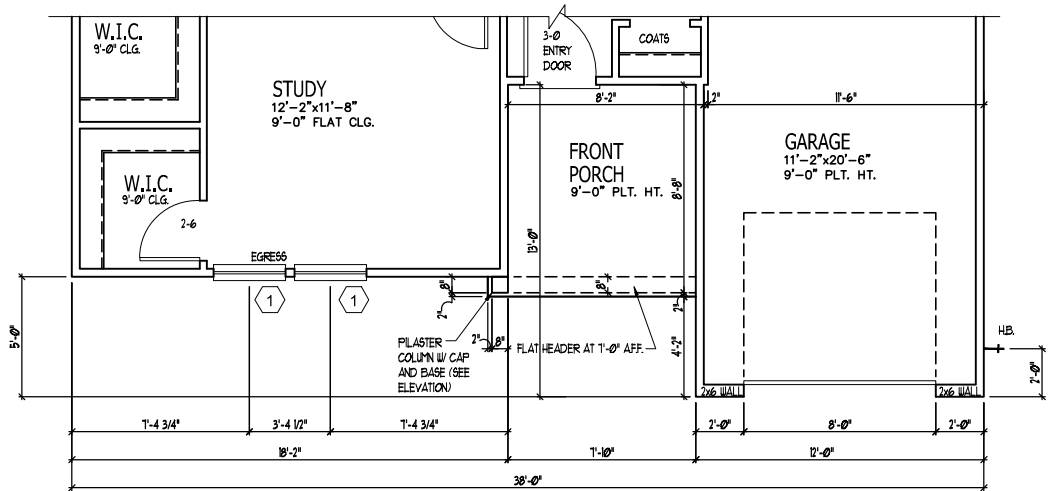 W.I.C.
9'-0" CLG.
STUDY
12'-2"x11'-8"
9'-0" FLAT CLG.
3-0
ENTRY
DOOR
COATS
8'-2"
2"
11'-6"
W.I.C.
9'-0" CLG.
2-6
FRONT
PORCH
9'-0" PLT. HT.
GARAGE
11'-2"x20'-6"
9'-0" PLT. HT.
8'-8"
13'-0"
EGRESS
1
1
8"
8"
2"
2"
5'-0"
PILASTER
COLUMN W/ CAP
AND BASE (SEE
ELEVATION)
2"
8"
FLAT HEADER AT 7'-0" A.F.F.
4'-2"
H.B.
2'-0"
2x6 WALL
2x6 WALL
7'-4 3/4"
3'-4 1/2"
7'-4 3/4"
2'-0"
8'-0"
2'-0"
18'-2"
7'-10"
12'-0"
38'-0"